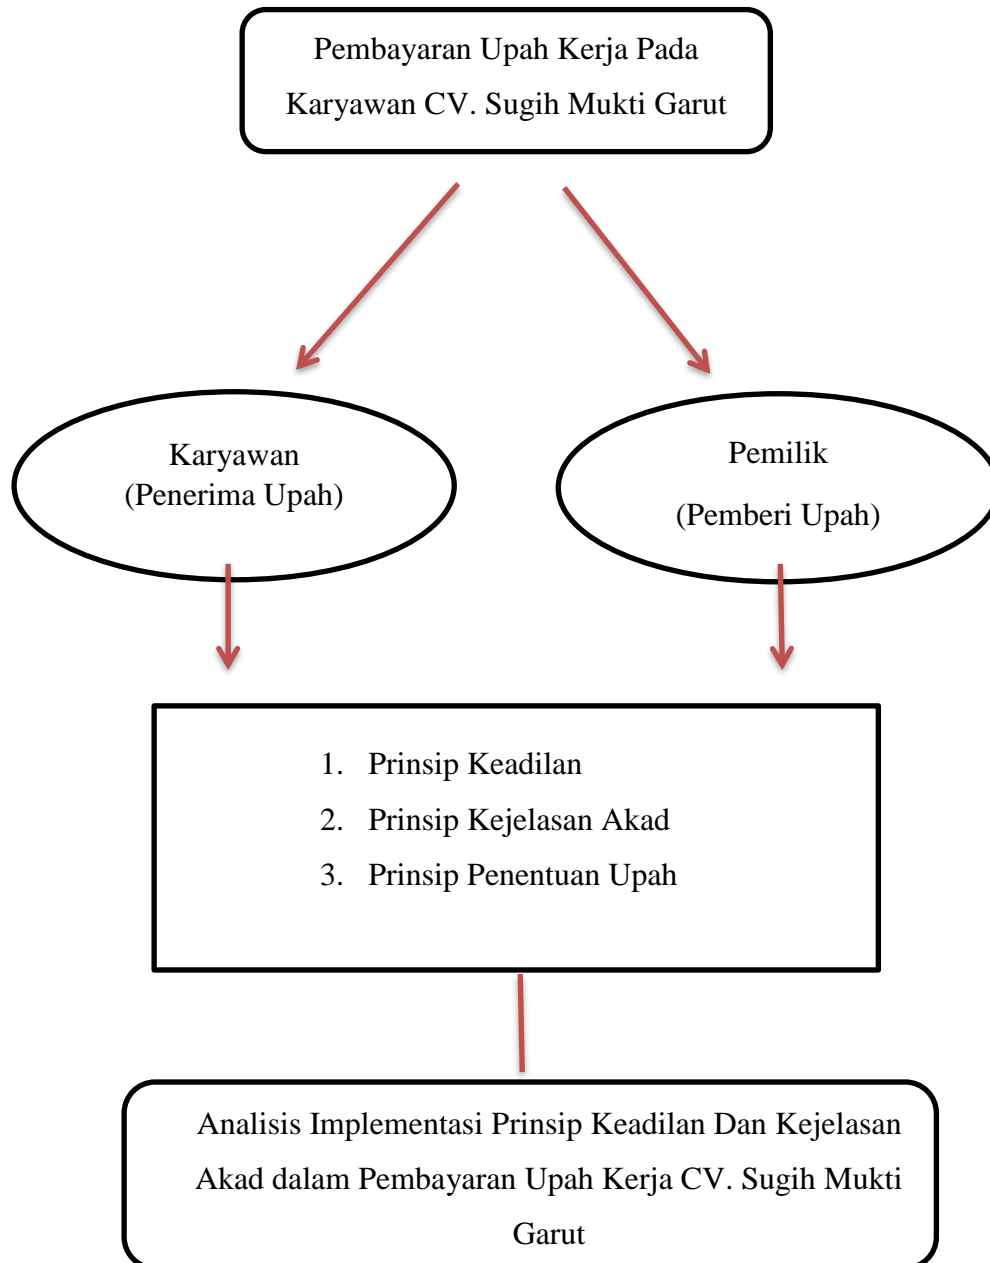 Pembayaran Upah Kerja Pada
Karyawan CV. Sugih Mukti Garut
Karyawan
(Penerima Upah)
Pemilik
(Pemberi Upah)
1. Prinsip Keadilan
2. Prinsip Kejelasan Akad
3. Prinsip Penentuan Upah
Analisis Implementasi Prinsip Keadilan Dan Kejelasan
Akad dalam Pembayaran Upah Kerja CV. Sugih Mukti
Garut